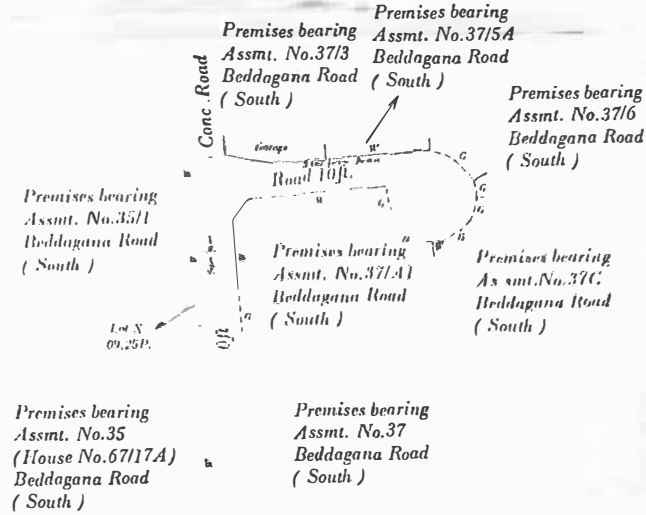 Premises bearing
Assmt. No.37/3
Beddagana Road
( South )
Premises bearing
Assmt. No.37/5A
Beddagana Road
( South )
Premises bearing
Assmt. No.37/6
Beddagana Road
( South )
Conc .Road
Road 10ft.
W
G
G
G
G
G
W
Premises bearing
Assmt. No.35/1
Beddagana Road
( South )
Premises bearing
Assmt. No.37/A1
Beddagana Road
( South )
Premises bearing
As smt.No.37C
Beddagana Road
( South )
Lot X
09.25P.
G
0ft
Premises bearing
Assmt. No.35
(House No.67/17A)
Beddagana Road
( South )
Premises bearing
Assmt. No.37
Beddagana Road
( South )